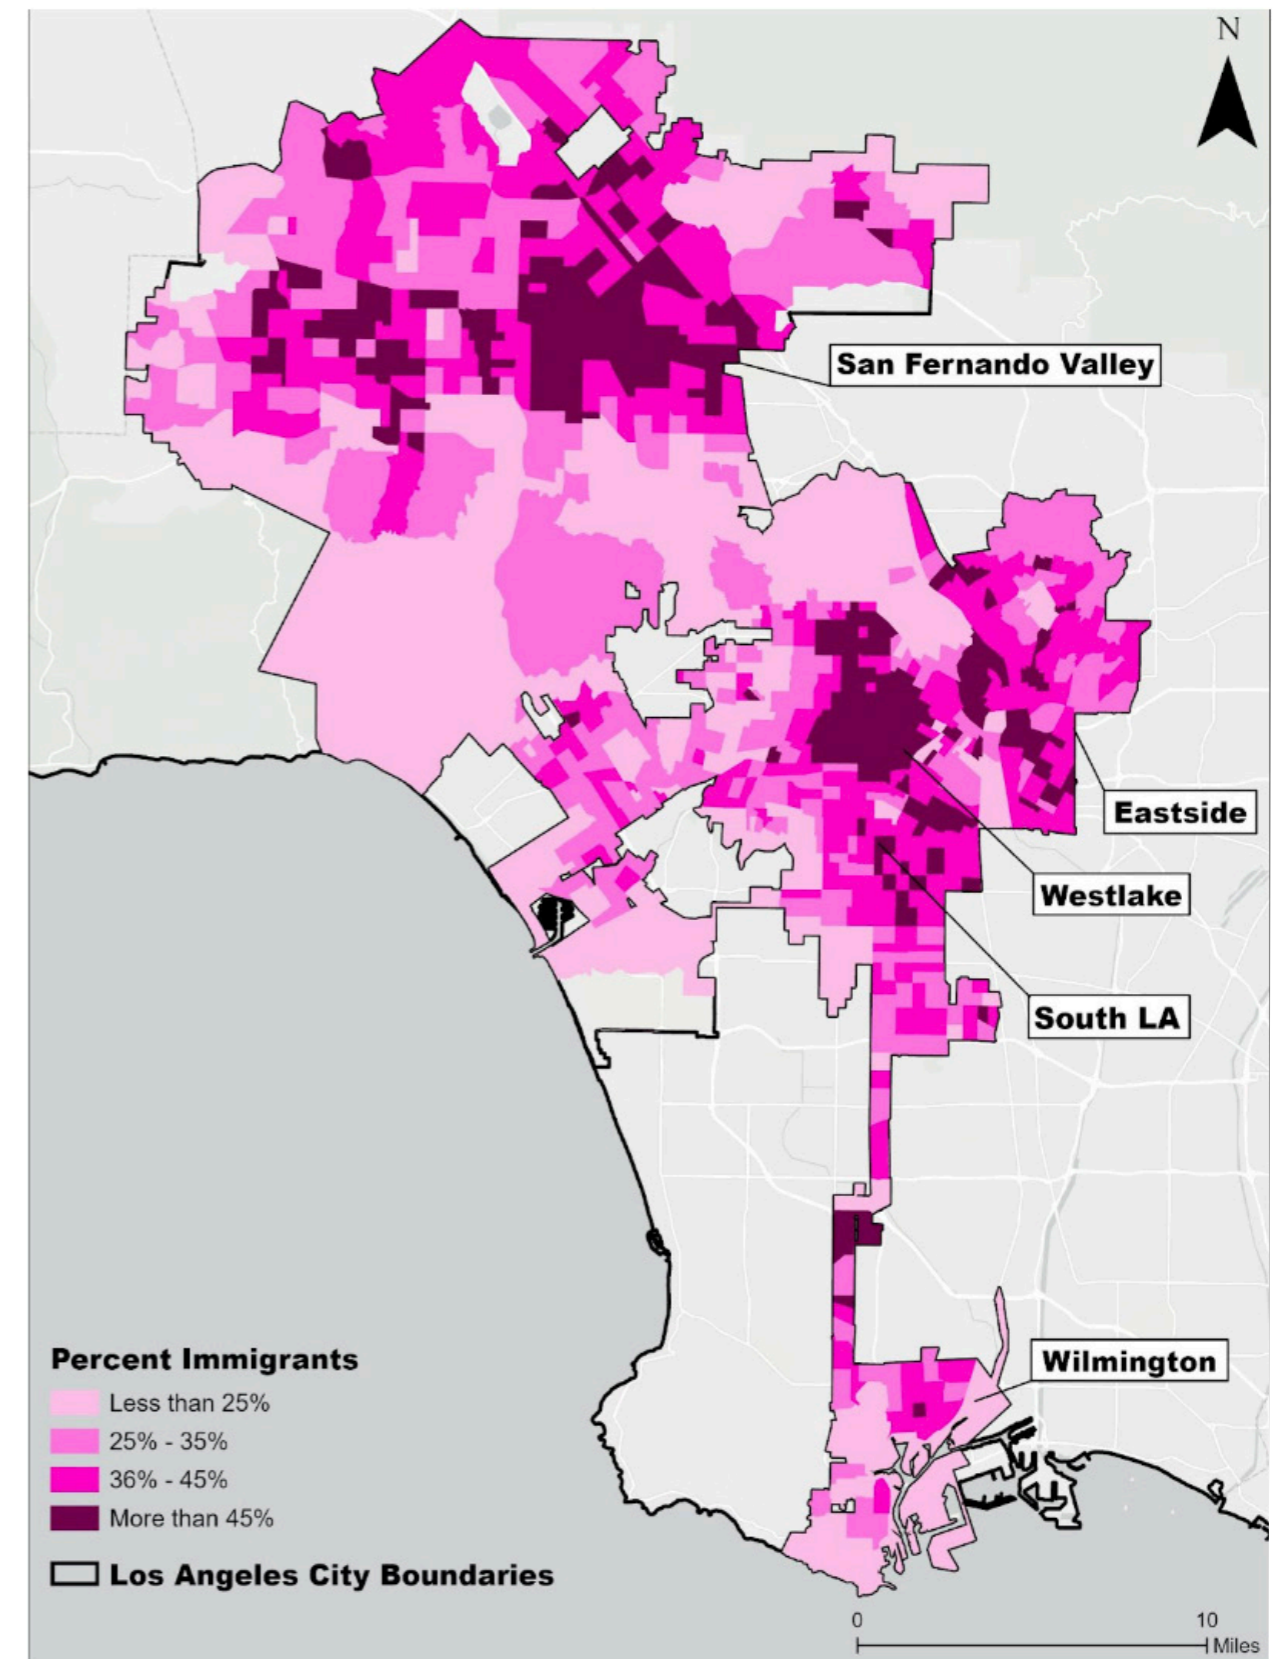 N
San Fernando Valley
Eastside
Westlake
South LA
Wilmington
Percent Immigrants
Less than 25%
25% - 35%
36% - 45%
More than 45%
Los Angeles City Boundaries
0 10
Miles